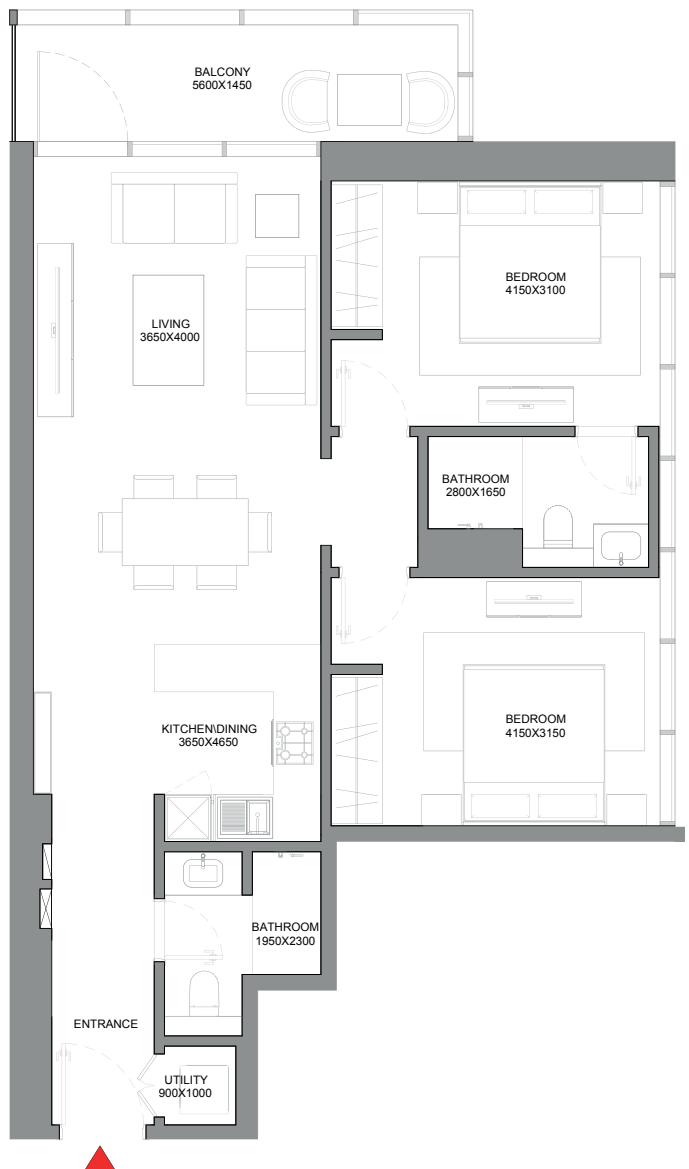 BALCONY
5600X1450
BEDROOM
4150X3100
LIVING
3650X4000
BATHROOM
2800X1650
KITCHEN\DINING
3650X4650
BEDROOM
4150X3150
BATHROOM
1950X2300
ENTRANCE
UTILITY
900X1000